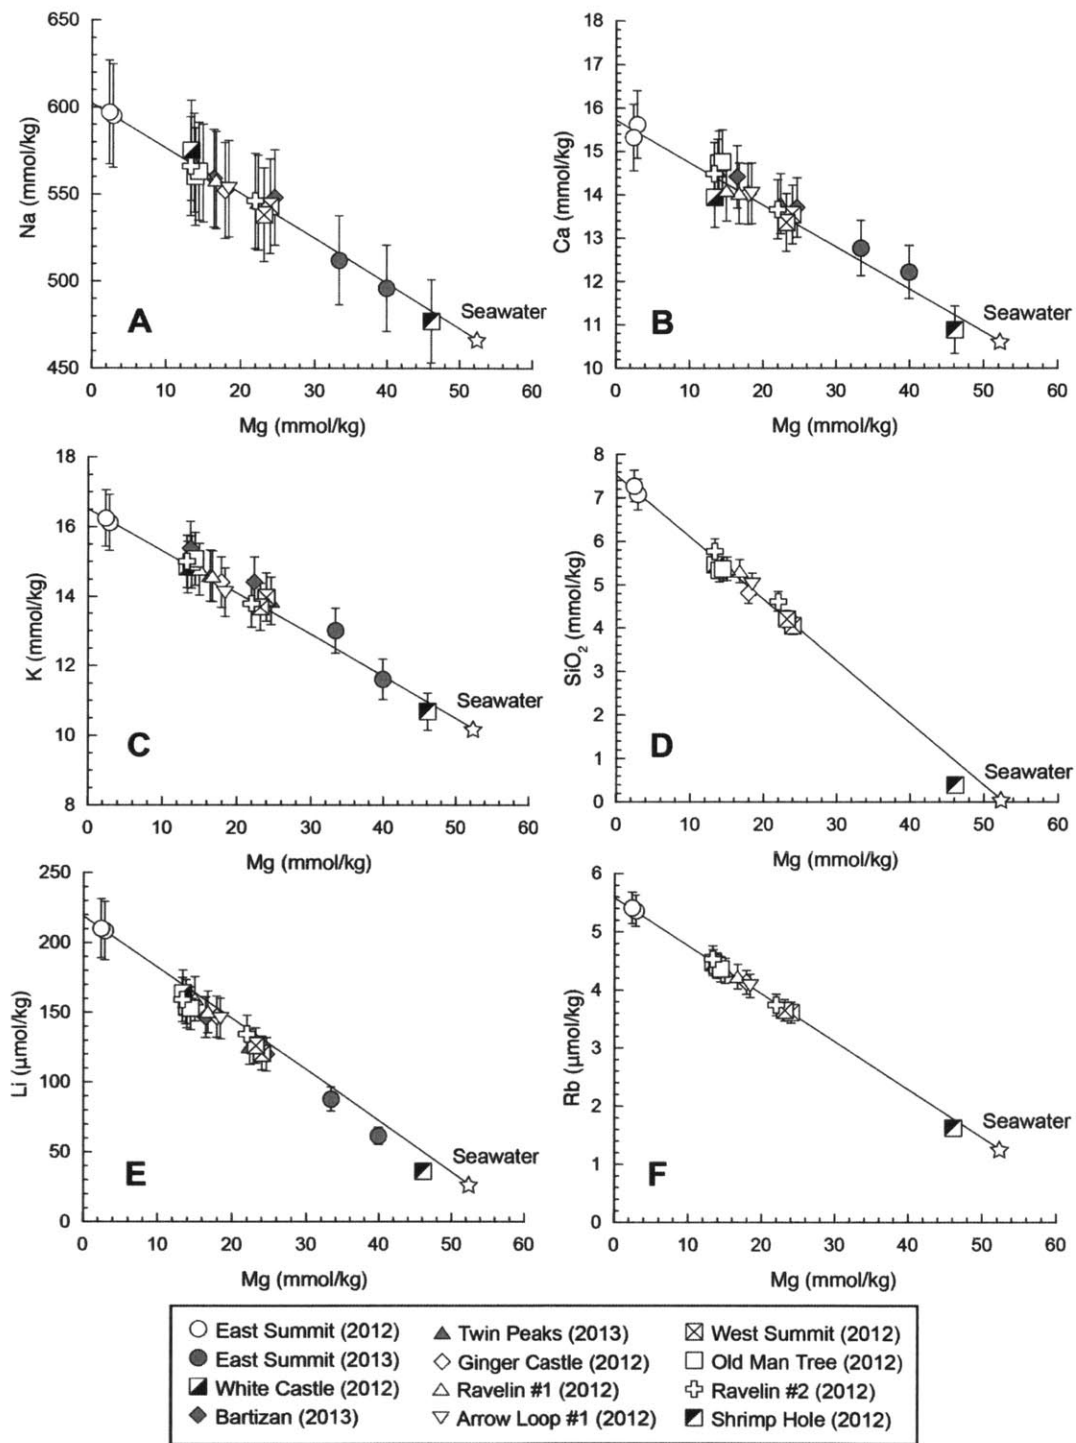 650
600
550
500
450
Na (mmol/kg)
A
Seawater
0 10 20 30 40 50 60
Mg (mmol/kg)
18
17
16
15
14
13
12
11
10
Ca (mmol/kg)
B
Seawater
0 10 20 30 40 50 60
Mg (mmol/kg)
18
16
14
12
10
8
K (mmol/kg)
C
Seawater
0 10 20 30 40 50 60
Mg (mmol/kg)
8
7
6
5
4
3
2
1
0
SiO₂ (mmol/kg)
D
Seawater
0 10 20 30 40 50 60
Mg (mmol/kg)
250
200
150
100
50
0
Li (μmol/kg)
E
Seawater
0 10 20 30 40 50 60
Mg (mmol/kg)
6
5
4
3
2
1
0
Rb (μmol/kg)
F
Seawater
0 10 20 30 40 50 60
Mg (mmol/kg)
East Summit (2012)
East Summit (2013)
White Castle (2012)
Bartizan (2013)
Twin Peaks (2013)
Ginger Castle (2012)
Ravelin #1 (2012)
Arrow Loop #1 (2012)
West Summit (2012)
Old Man Tree (2012)
Ravelin #2 (2012)
Shrimp Hole (2012)